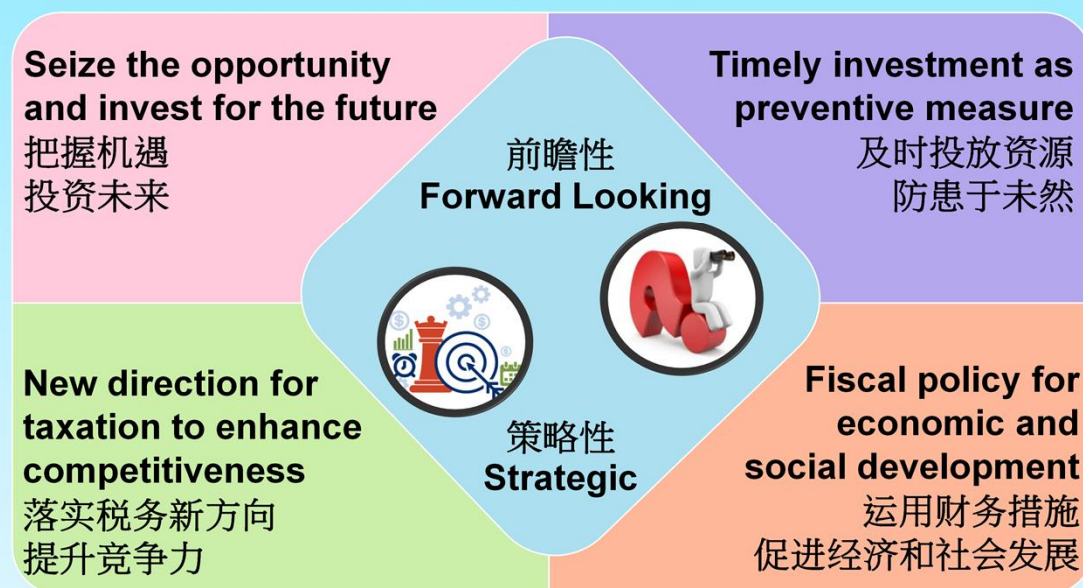 Seize the opportunity
and invest for the future
把握机遇
投资未来
Timely investment as
preventive measure
及时投放资源
防患于未然
前瞻性
Forward Looking
策略性
Strategic
New direction for
taxation to enhance
competitiveness
落实税务新方向
提升竞争力
Fiscal policy for
economic and
social development
运用财务措施
促进经济和社会发展